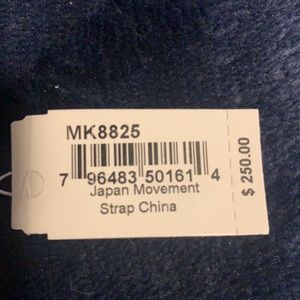 MK8825
7 96483 50161 4
Japan Movement
Strap China
$ 250.00